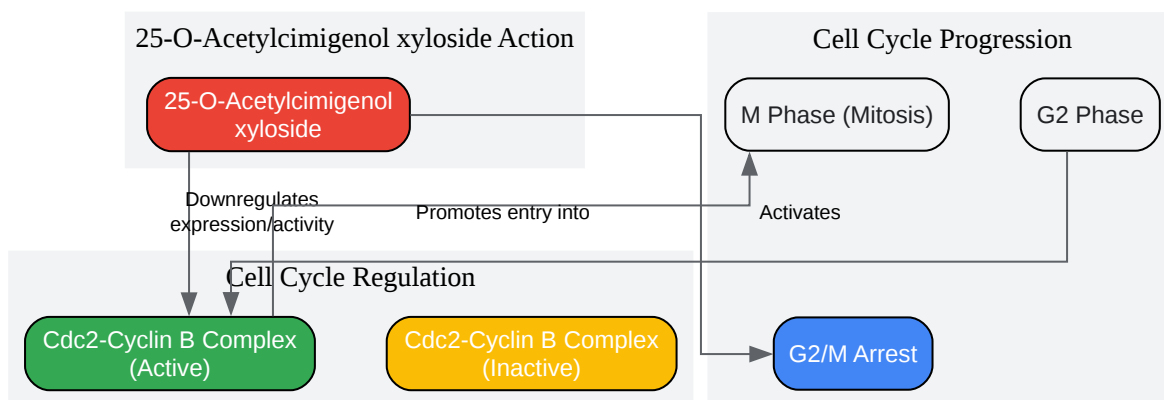 25-O-Acetylcimigenol xyloside Action
Cell Cycle Progression
25-O-Acetylcimigenol
xyloside
M Phase (Mitosis)
G2 Phase
Downregulates
expression/activity
Promotes entry into
Activates
Cell Cycle Regulation
Cdc2-Cyclin B Complex
(Active)
Cdc2-Cyclin B Complex
(Inactive)
G2/M Arrest